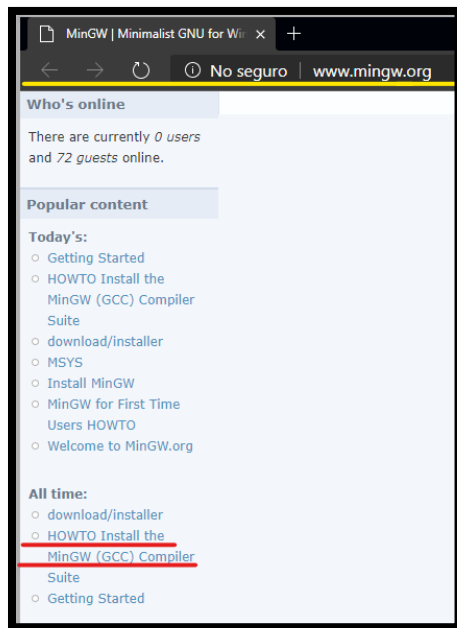 MinGW | Minimalist GNU for Win
No seguro | www.mingw.org
Who's online
There are currently 0 users
and 72 guests online.
Popular content
Today's:
Getting Started
HOWTO Install the
MinGW (GCC) Compiler
Suite
download/installer
MSYS
Install MinGW
MinGW for First Time
Users HOWTO
Welcome to MinGW.org
All time:
download/installer
HOWTO Install the
MinGW (GCC) Compiler
Suite
Getting Started